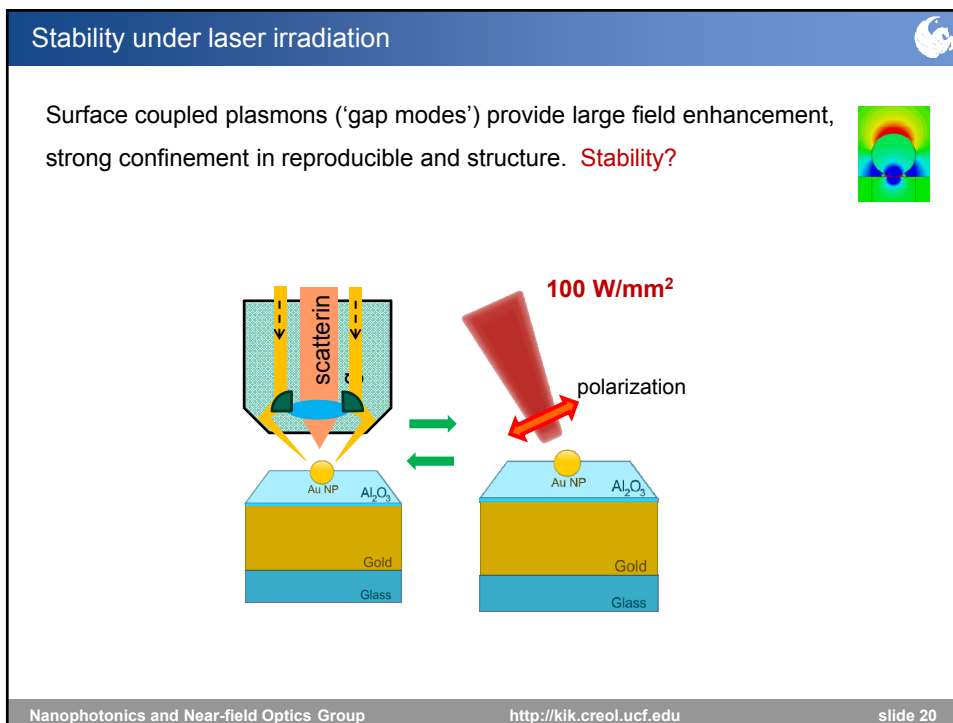 Stability under laser irradiation
Surface coupled plasmons (‘gap modes’) provide large field enhancement,
strong confinement in reproducible and structure. Stability?
100 W/mm²
scatterin
g
polarization
Au NP
Al₂O₃
Gold
Glass
Au NP
Al₂O₃
Gold
Glass
Nanophotonics and Near-field Optics Group http://kik.creol.ucf.edu slide 20